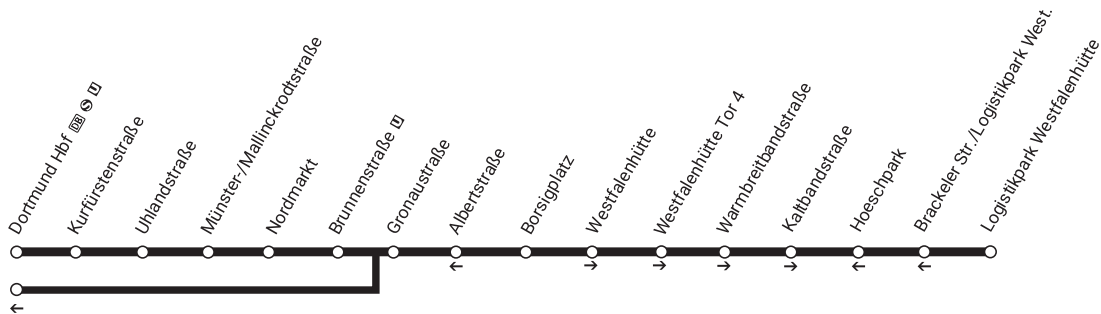 Dortmund Hbf DB S U
Kurfürstenstraße
Uhlandstraße
Münster-/Mallinckrodtstraße
Nordmarkt
Brunnenstraße U
Gronaustraße
Albertstraße
Borsigplatz
Westfalenhütte
Westfalenhütte Tor 4
Warmbreitbandstraße
Kaltbandstraße
Hoeschpark
Brackeler Str./Logistikpark West.
Logistikpark Westfalenhütte